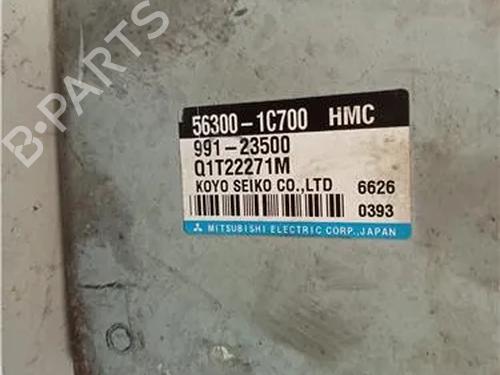 B-Parts
56300-1C700 HMC
991-23500
Q1T22271M
KOYO SEIKO CO.,LTD 6626
0393
MITSUBISHI ELECTRIC CORP.,JAPAN